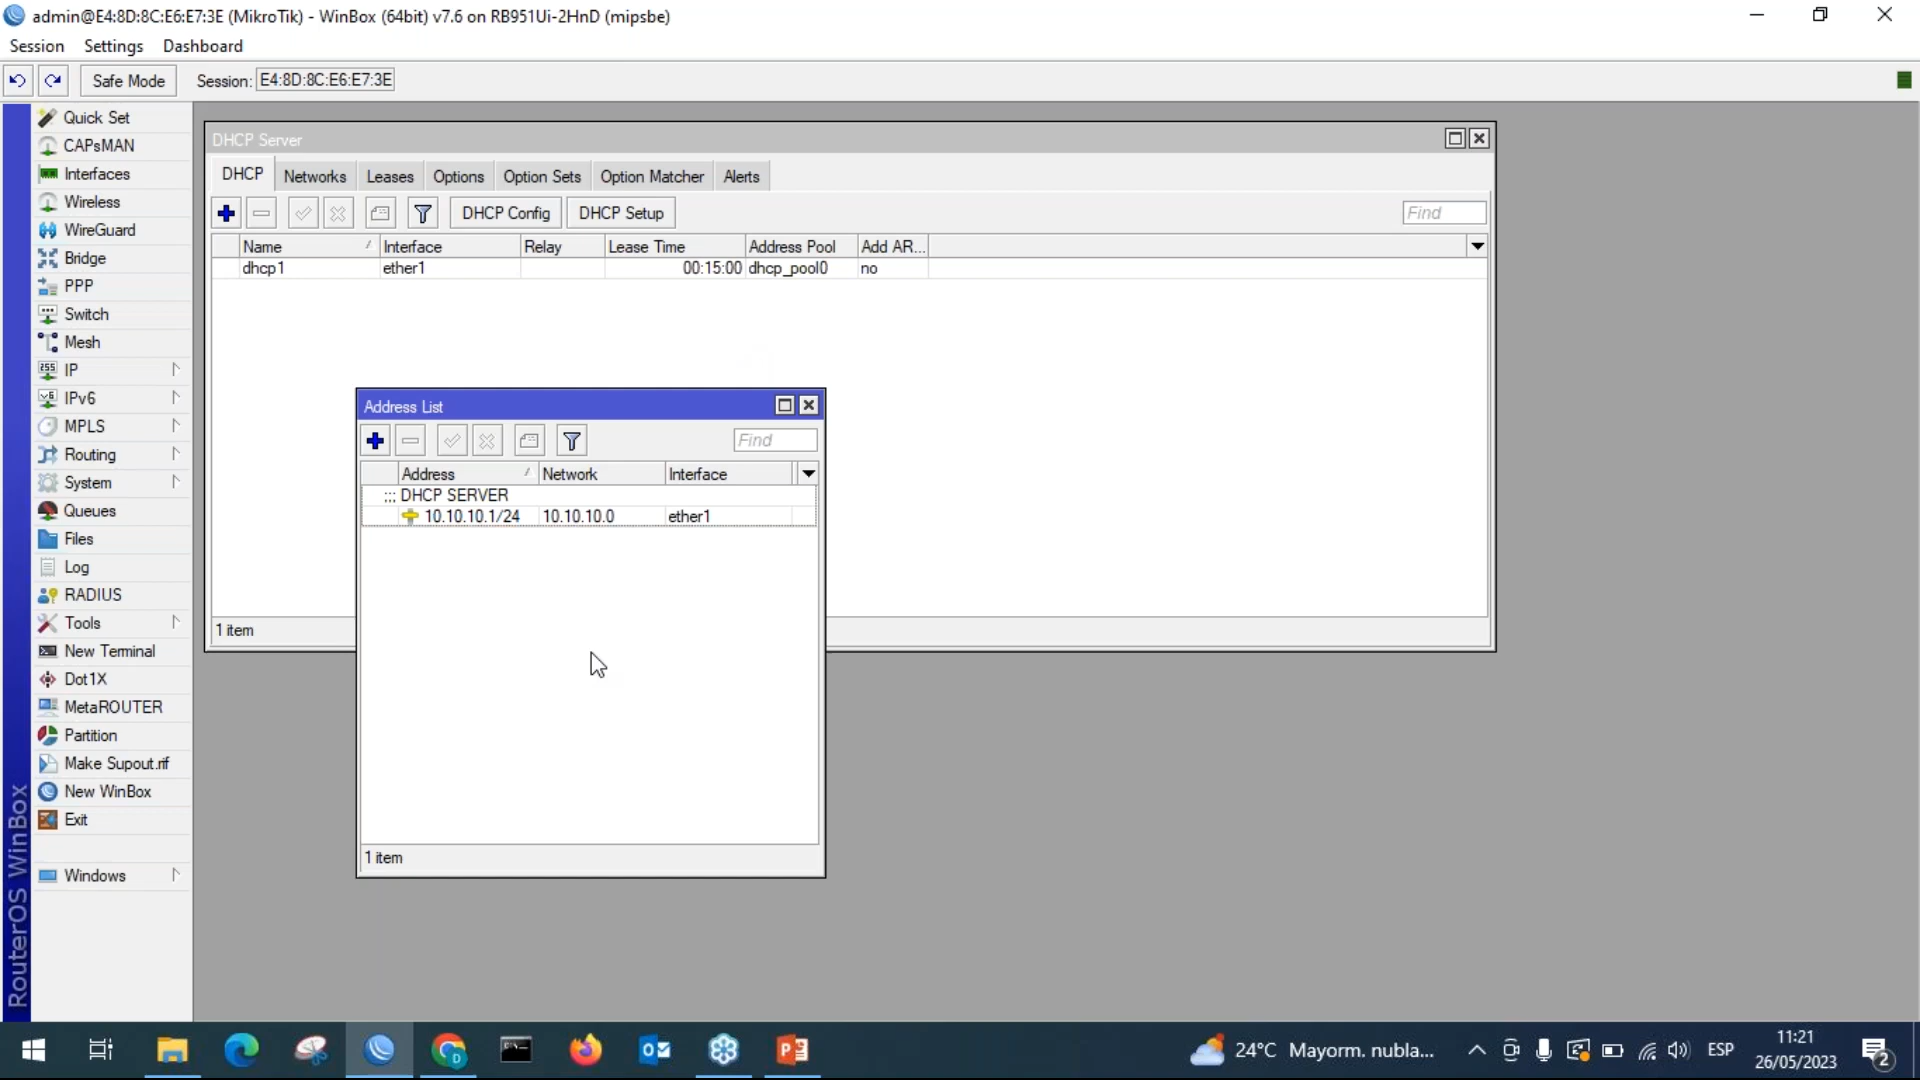 admin@E4:8D:8C:E6:E7:3E (MikroTik) - WinBox (64bit) v7.6 on RB951Ui-2HnD (mipsbe)
Session Settings Dashboard
Safe Mode Session: E4:8D:8C:E6:E7:3E
Quick Set
CAPsMAN
Interfaces
Wireless
WireGuard
Bridge
PPP
Switch
Mesh
IP
IPv6
MPLS
Routing
System
Queues
Files
Log
RADIUS
Tools
New Terminal
Dot1X
MetaROUTER
Partition
Make Supout.rif
New WinBox
Exit
Windows
RouterOS WinBox
DHCP Server
DHCP Networks Leases Options Option Sets Option Matcher Alerts
DHCP Config DHCP Setup Find
Name Interface Relay Lease Time Address Pool Add AR...
dhcp1 ether1 00:15:00 dhcp_pool0 no
1 item
Address List
Find
Address Network Interface
::: DHCP SERVER
10.10.10.1/24 10.10.10.0 ether1
1 item
24°C Mayorm. nubla... ESP 11:21
26/05/2023
2